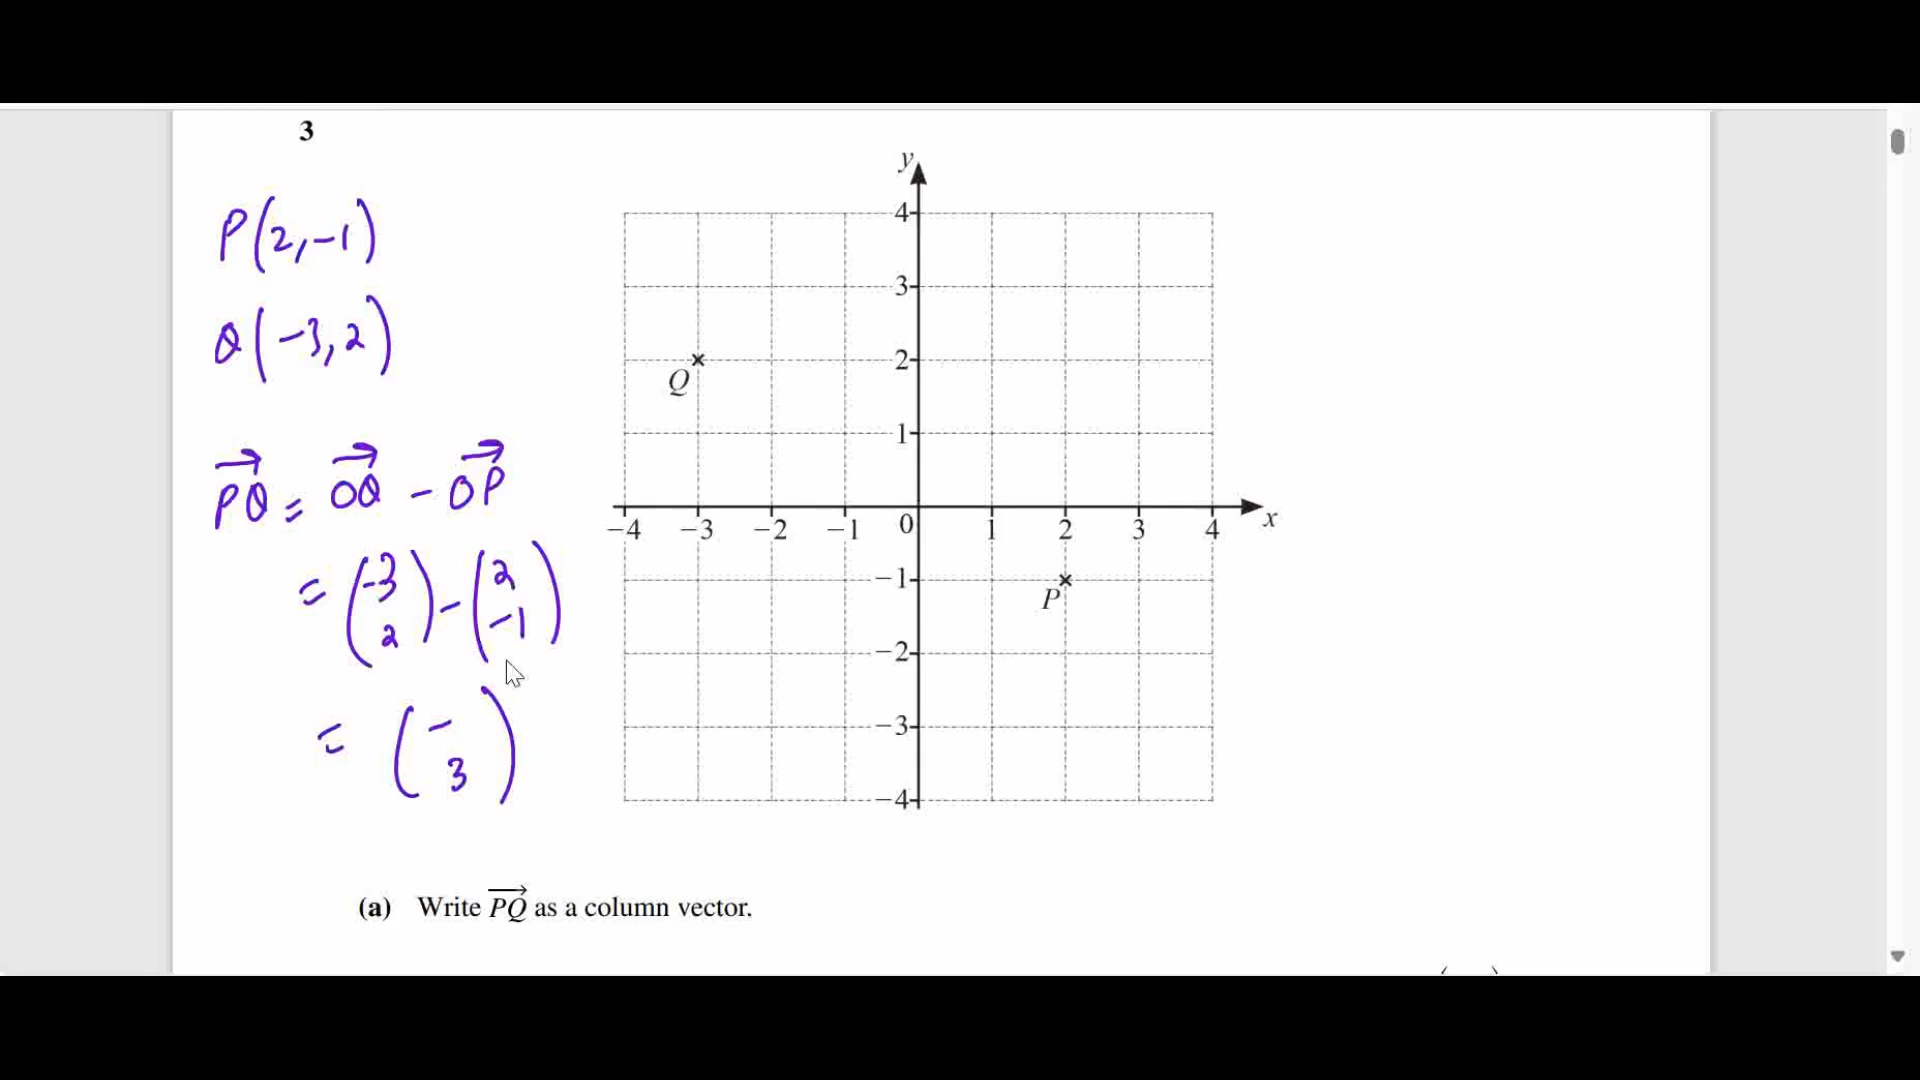 3
P(2,-1)
Q(-3,2)
PQ = OQ - OP
= (-3 2) - (2 -1)
= (- 3)
y
4
3
2
Q
1
−4 −3 −2 −1 0 1 2 3 4 x
−1
P
−2
−3
−4
(a) Write PQ as a column vector.